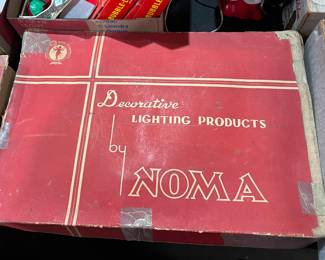 Decorative
LIGHTING PRODUCTS
by
NOMA